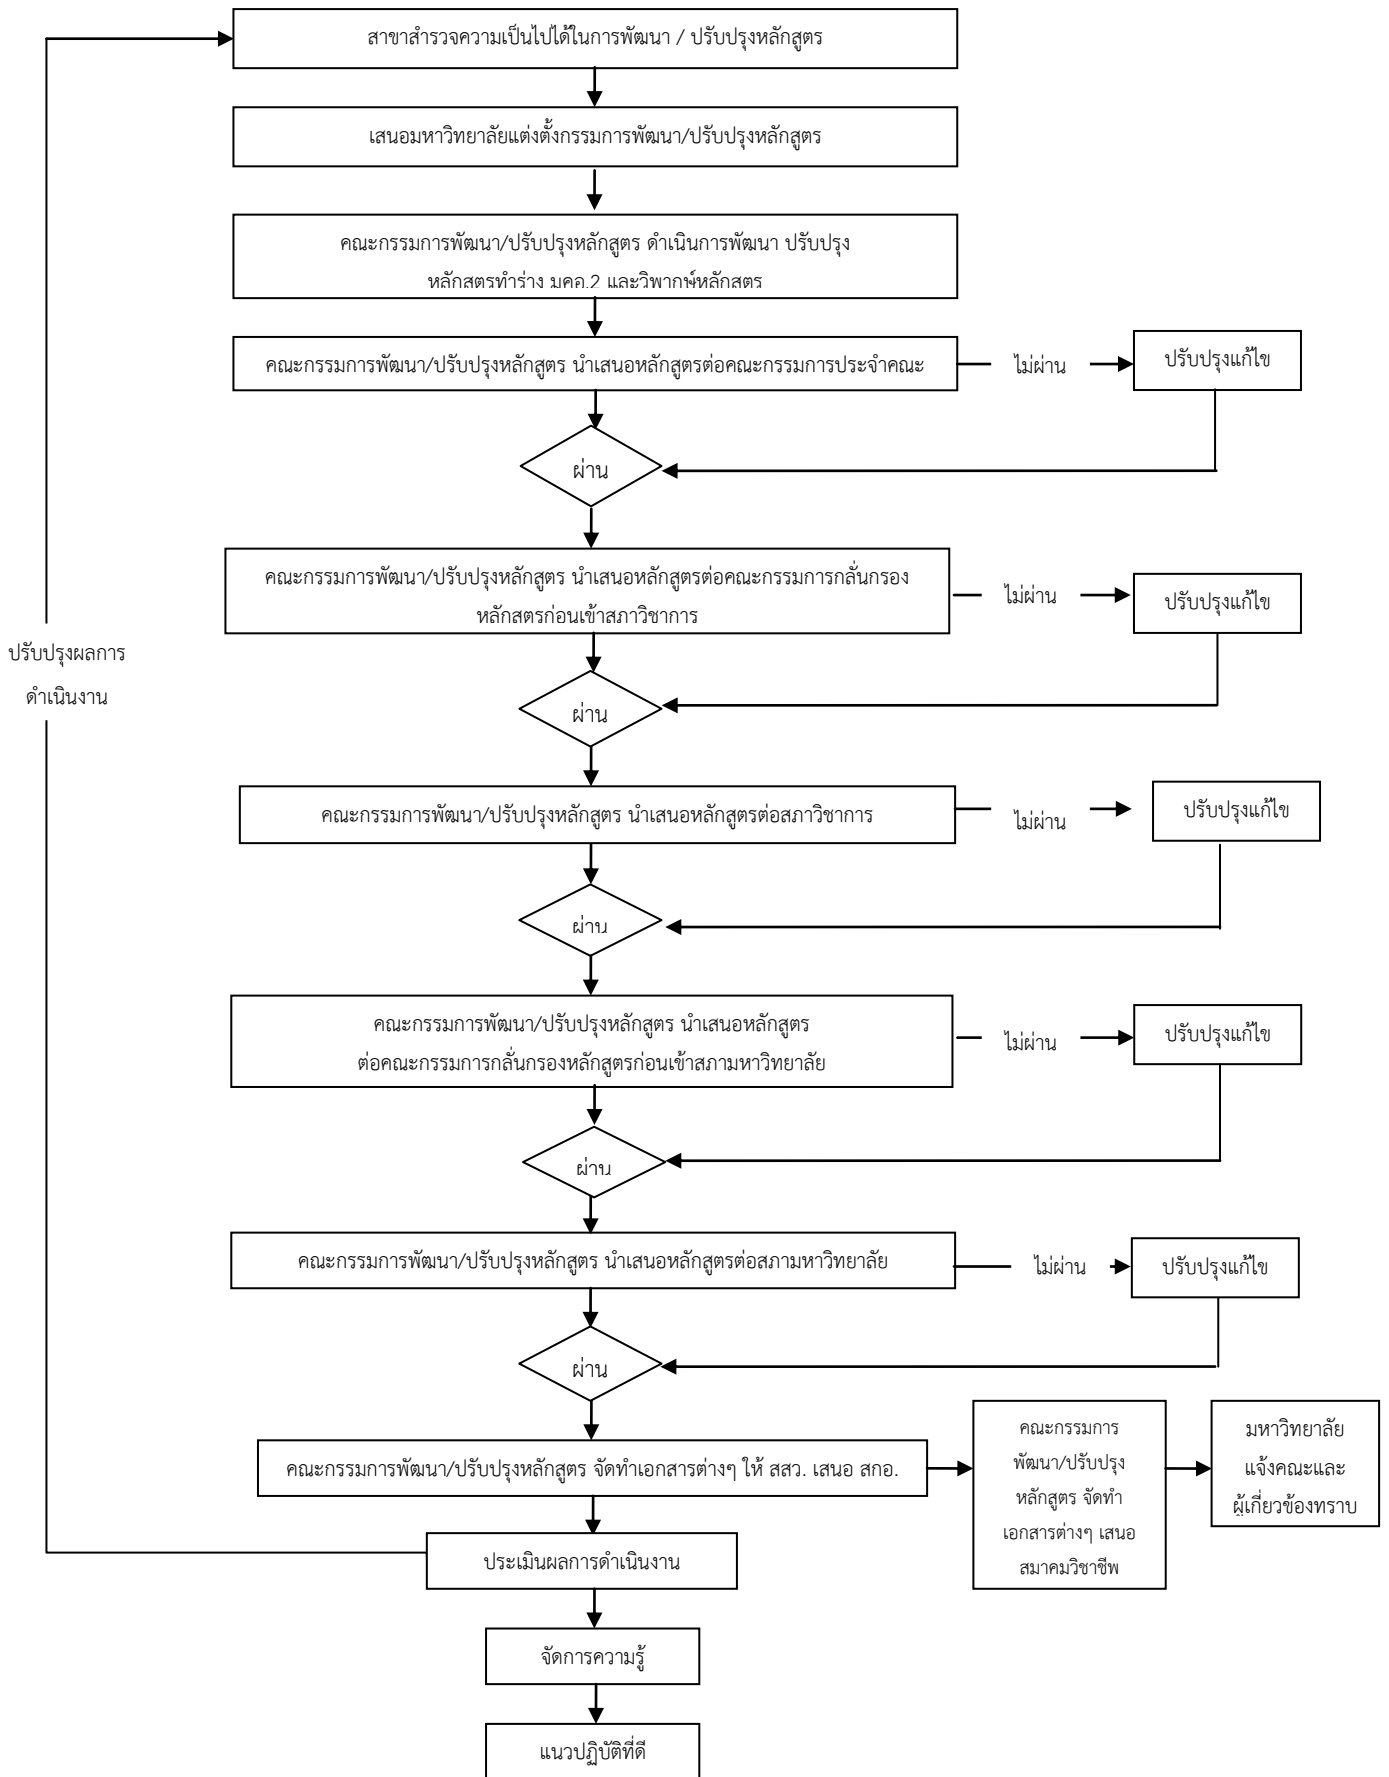 สาขาสำรวจความเป็นไปได้ในการพัฒนา / ปรับปรุงหลักสูตร
เสนอมหาวิทยาลัยแต่งตั้งกรรมการพัฒนา/ปรับปรุงหลักสูตร
คณะกรรมการพัฒนา/ปรับปรุงหลักสูตร ดำเนินการพัฒนา ปรับปรุง
หลักสูตรทำร่าง มคอ.2 และวิพากษ์หลักสูตร
คณะกรรมการพัฒนา/ปรับปรุงหลักสูตร นำเสนอหลักสูตรต่อคณะกรรมการประจำคณะ
ไม่ผ่าน
ปรับปรุงแก้ไข
ผ่าน
คณะกรรมการพัฒนา/ปรับปรุงหลักสูตร นำเสนอหลักสูตรต่อคณะกรรมการกลั่นกรอง
หลักสูตรก่อนเข้าสภาวิชาการ
ไม่ผ่าน
ปรับปรุงแก้ไข
ปรับปรุงผลการ
ดำเนินงาน
ผ่าน
คณะกรรมการพัฒนา/ปรับปรุงหลักสูตร นำเสนอหลักสูตรต่อสภาวิชาการ
ไม่ผ่าน
ปรับปรุงแก้ไข
ผ่าน
คณะกรรมการพัฒนา/ปรับปรุงหลักสูตร นำเสนอหลักสูตร
ต่อคณะกรรมการกลั่นกรองหลักสูตรก่อนเข้าสภามหาวิทยาลัย
ไม่ผ่าน
ปรับปรุงแก้ไข
ผ่าน
คณะกรรมการพัฒนา/ปรับปรุงหลักสูตร นำเสนอหลักสูตรต่อสภามหาวิทยาลัย
ไม่ผ่าน
ปรับปรุงแก้ไข
ผ่าน
คณะกรรมการพัฒนา/ปรับปรุงหลักสูตร จัดทำเอกสารต่างๆ ให้ สสว. เสนอ สกอ.
คณะกรรมการ
พัฒนา/ปรับปรุง
หลักสูตร จัดทำ
เอกสารต่างๆ เสนอ
สมาคมวิชาชีพ
มหาวิทยาลัย
แจ้งคณะและ
ผู้เกี่ยวข้องทราบ
ประเมินผลการดำเนินงาน
จัดการความรู้
แนวปฏิบัติที่ดี